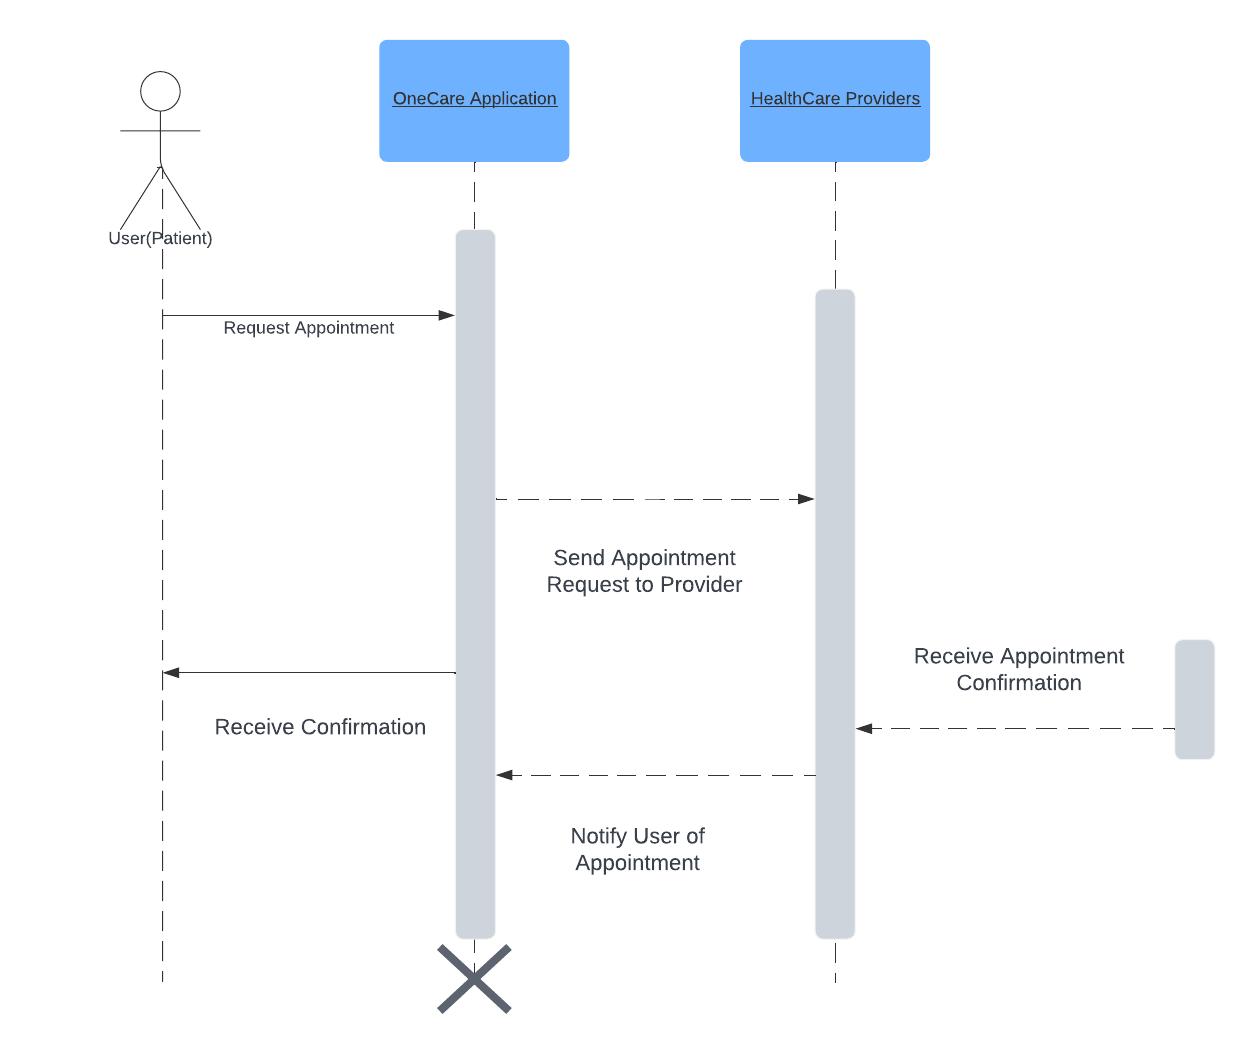 OneCare Application
HealthCare Providers
User(Patient)
Request Appointment
Send Appointment
Request to Provider
Receive Appointment
Confirmation
Receive Confirmation
Notify User of
Appointment